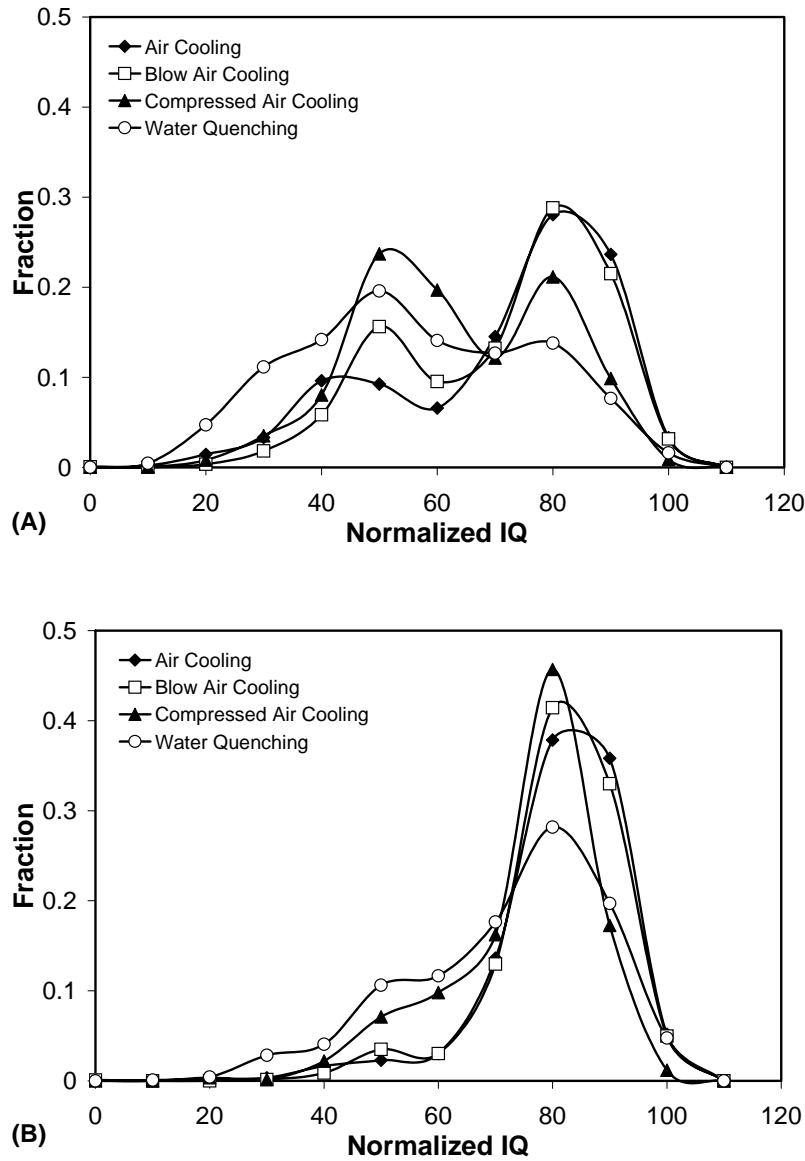 0.5
0.4
0.3
0.2
0.1
0
Fraction
Air Cooling
Blow Air Cooling
Compressed Air Cooling
Water Quenching
0 20 40 60 80 100 120
Normalized IQ
(A)
0.5
0.4
0.3
0.2
0.1
0
Fraction
Air Cooling
Blow Air Cooling
Compressed Air Cooling
Water Quenching
0 20 40 60 80 100 120
Normalized IQ
(B)